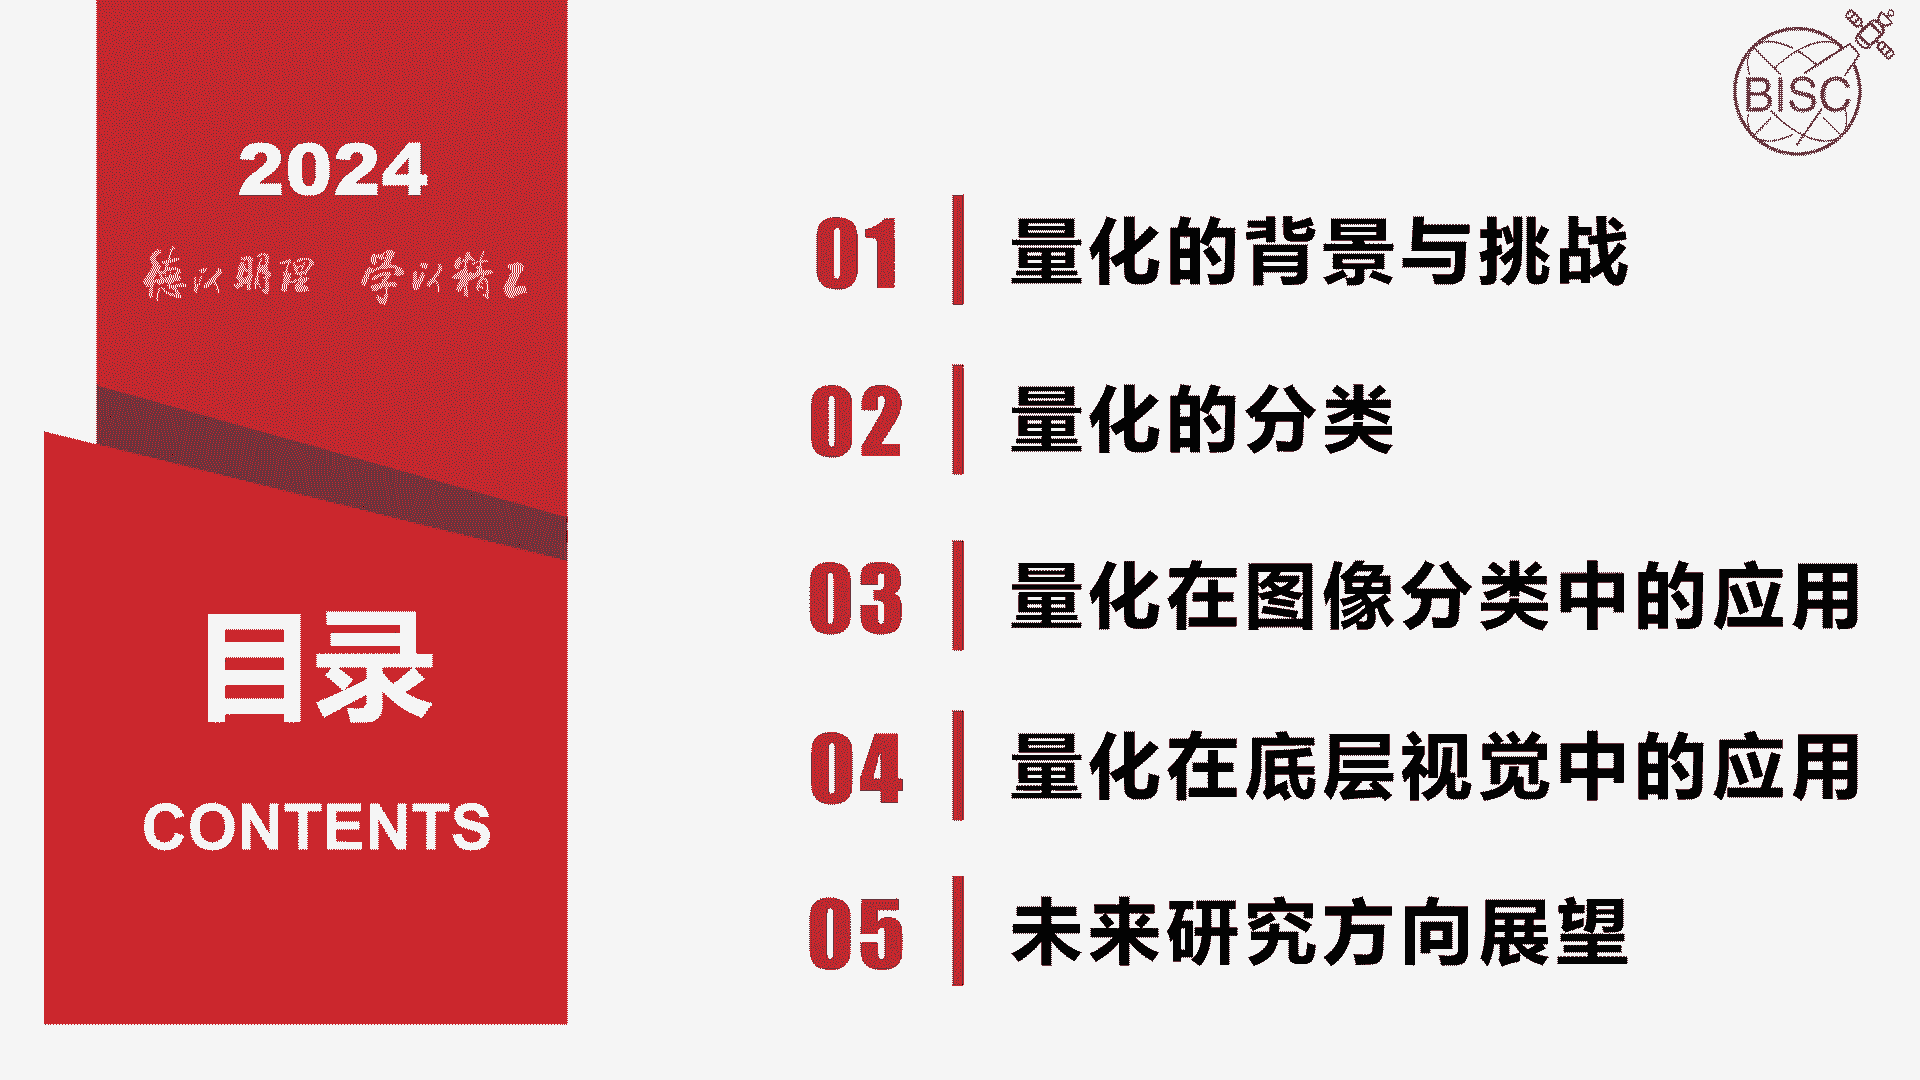 2024
德以明理 学以精工
目录
CONTENTS
BISC
01 量化的背景与挑战
02 量化的分类
03 量化在图像分类中的应用
04 量化在底层视觉中的应用
05 未来研究方向展望